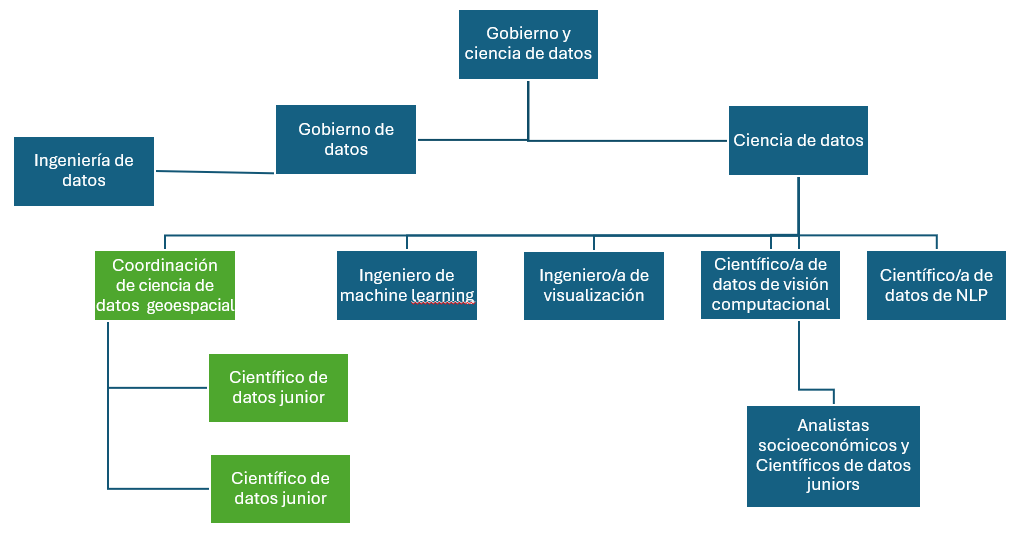 Gobierno y
ciencia de datos
Gobierno de
datos
Ciencia de datos
Ingeniería de
datos
Coordinación
de ciencia de
datos geoespacial
Ingeniero de
machine learning
Ingeniero/a de
visualización
Científico/a de
datos de visión
computacional
Científico/a de
datos de NLP
Científico de
datos junior
Analistas
socioeconómicos y
Científicos de datos
juniors
Científico de
datos junior